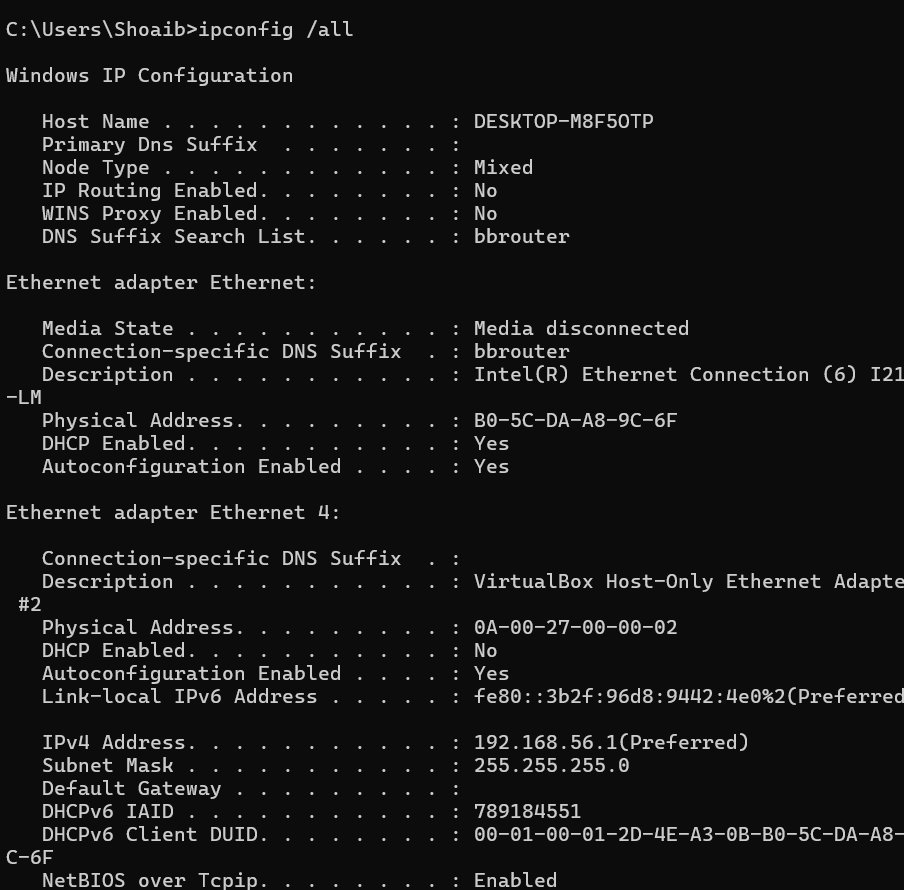 C:\Users\Shoaib>ipconfig /all
Windows IP Configuration
Host Name . . . . . . . . . . . . : DESKTOP-M8F5OTP
Primary Dns Suffix  . . . . . . . :
Node Type . . . . . . . . . . . . : Mixed
IP Routing Enabled. . . . . . . . : No
WINS Proxy Enabled. . . . . . . . : No
DNS Suffix Search List. . . . . . : bbrouter
Ethernet adapter Ethernet:
Media State . . . . . . . . . . . : Media disconnected
Connection-specific DNS Suffix  . : bbrouter
Description . . . . . . . . . . . : Intel(R) Ethernet Connection (6) I21
-LM
Physical Address. . . . . . . . . : B0-5C-DA-A8-9C-6F
DHCP Enabled. . . . . . . . . . . : Yes
Autoconfiguration Enabled . . . . : Yes
Ethernet adapter Ethernet 4:
Connection-specific DNS Suffix  . :
Description . . . . . . . . . . . : VirtualBox Host-Only Ethernet Adapte
#2
Physical Address. . . . . . . . . : 0A-00-27-00-00-02
DHCP Enabled. . . . . . . . . . . : No
Autoconfiguration Enabled . . . . : Yes
Link-local IPv6 Address . . . . . : fe80::3b2f:96d8:9442:4e0%2(Preferred
IPv4 Address. . . . . . . . . . . : 192.168.56.1(Preferred)
Subnet Mask . . . . . . . . . . . : 255.255.255.0
Default Gateway . . . . . . . . . :
DHCPv6 IAID . . . . . . . . . . . : 789184551
DHCPv6 Client DUID. . . . . . . . : 00-01-00-01-2D-4E-A3-0B-B0-5C-DA-A8-
C-6F
NetBIOS over Tcpip. . . . . . . . : Enabled